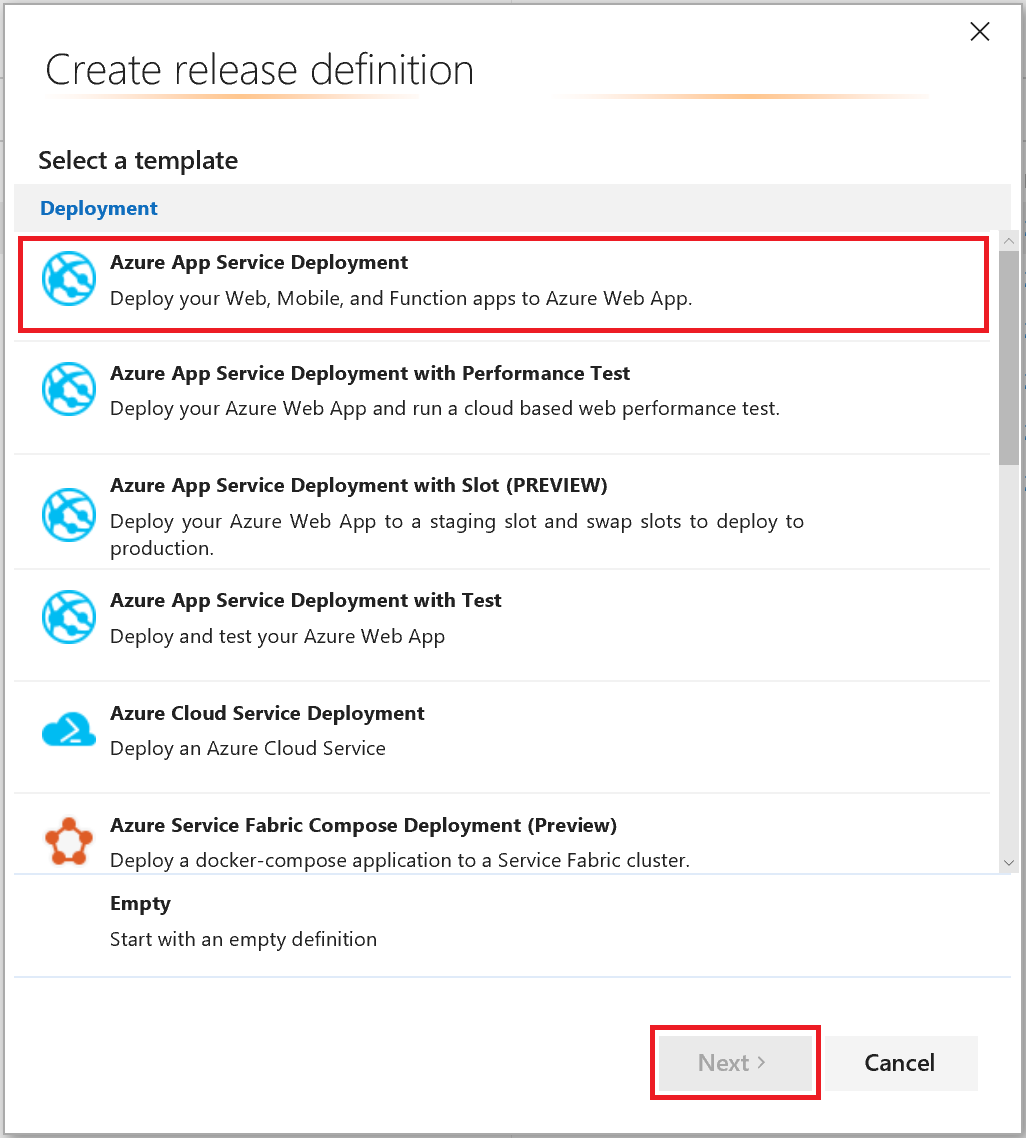 Create release definition
Select a template
Deployment
Azure App Service Deployment
Deploy your Web, Mobile, and Function apps to Azure Web App.
Azure App Service Deployment with Performance Test
Deploy your Azure Web App and run a cloud based web performance test.
Azure App Service Deployment with Slot (PREVIEW)
Deploy your Azure Web App to a staging slot and swap slots to deploy to
production.
Azure App Service Deployment with Test
Deploy and test your Azure Web App
Azure Cloud Service Deployment
Deploy an Azure Cloud Service
Azure Service Fabric Compose Deployment (Preview)
Deploy a docker-compose application to a Service Fabric cluster.
Empty
Start with an empty definition
Next >
Cancel